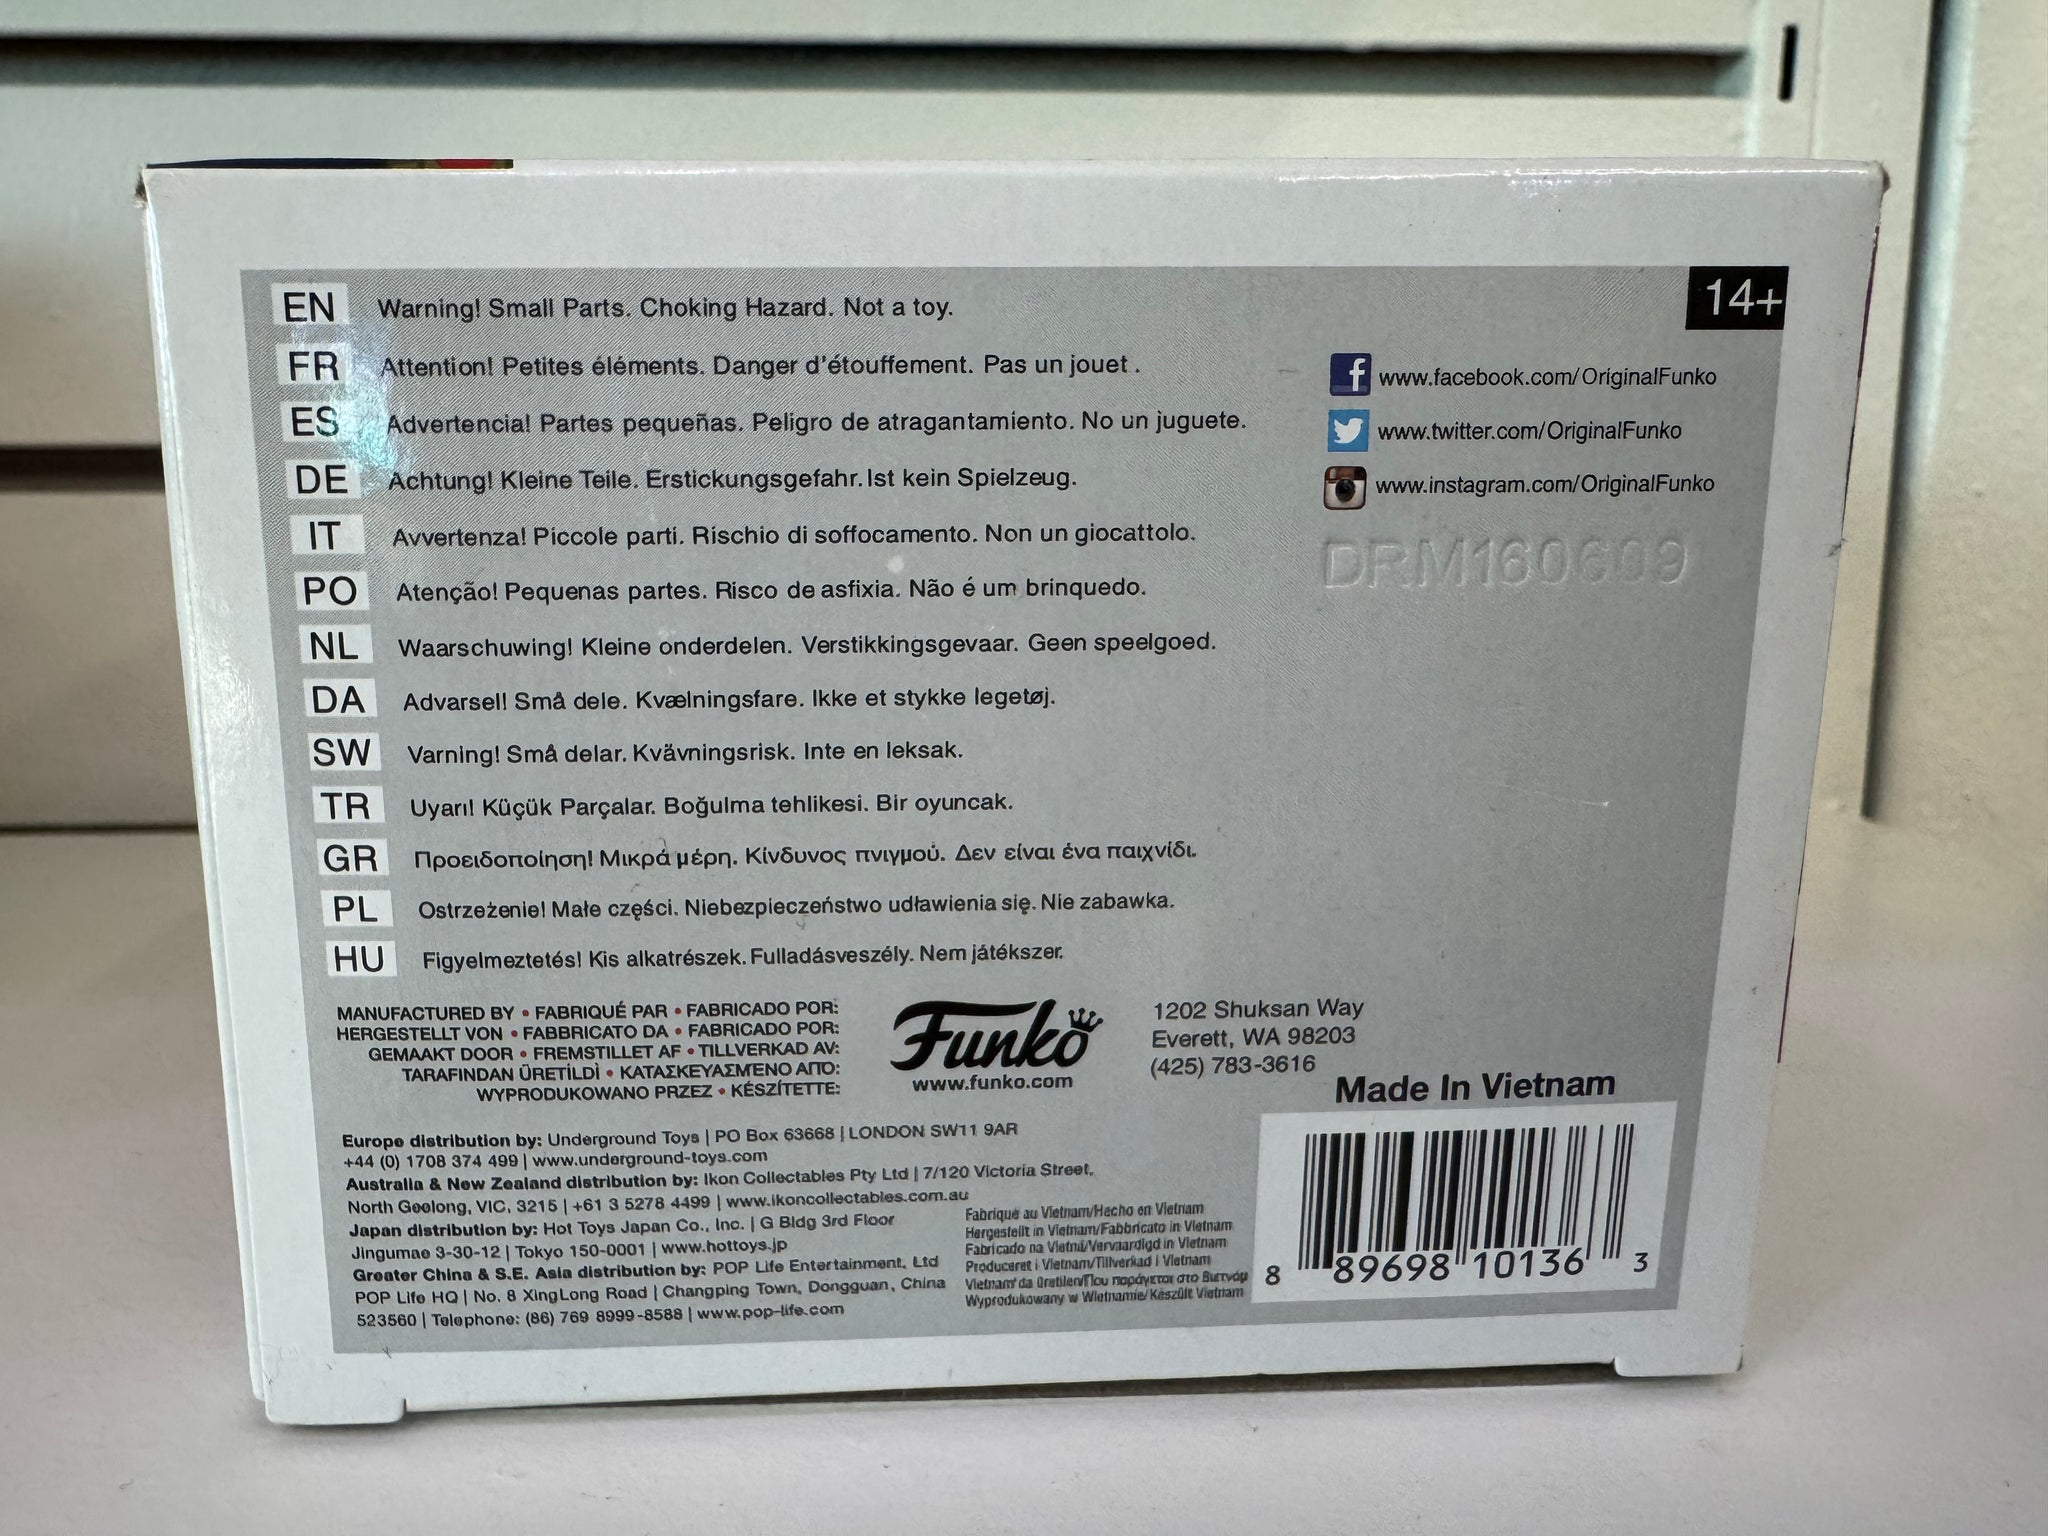 14+
EN Warning! Small Parts. Choking Hazard. Not a toy.
FR Attention! Petites éléments. Danger d'étouffement. Pas un jouet .
ES Advertencia! Partes pequeñas. Peligro de atragantamiento. No un juguete.
DE Achtung! Kleine Teile. Erstickungsgefahr. Ist kein Spielzeug.
IT Avvertenza! Piccole parti. Rischio di soffocamento. Non un giocattolo.
PO Atenção! Pequenas partes. Risco de asfixia. Não é um brinquedo.
NL Waarschuwing! Kleine onderdelen. Verstikkingsgevaar. Geen speelgoed.
DA Advarsel! Små dele. Kvælningsfare. Ikke et stykke legetøj.
SW Varning! Små delar. Kvävningsrisk. Inte en leksak.
TR Uyarı! Küçük Parçalar. Boğulma tehlikesi. Bir oyuncak.
GR Προειδοποίηση! Μικρά μέρη. Κίνδυνος πνιγμού. Δεν είναι ένα παιχνίδι.
PL Ostrzeżenie! Małe części. Niebezpieczeństwo udławienia się. Nie zabawka.
HU Figyelmeztetés! Kis alkatrészek. Fulladásveszély. Nem játékszer.
www.facebook.com/OriginalFunko
www.twitter.com/OriginalFunko
www.instagram.com/OriginalFunko
DRM160609
MANUFACTURED BY • FABRIQUÉ PAR • FABRICADO POR:
HERGESTELLT VON • FABBRICATO DA • FABRICADO POR:
GEMAAKT DOOR • FREMSTILLET AF • TILLVERKAD AV:
TARAFINDAN ÜRETİLDİ • ΚΑΤΑΣΚΕΥΑΣΜΈΝΟ ΑΠΌ:
WYPRODUKOWANO PRZEZ • KÉSZÍTETTE:
Funko
www.funko.com
1202 Shuksan Way
Everett, WA 98203
(425) 783-3616
Made In Vietnam
Europe distribution by: Underground Toys | PO Box 63668 | LONDON SW11 9AR
+44 (0) 1708 374 499 | www.underground-toys.com
Australia & New Zealand distribution by: Ikon Collectables Pty Ltd | 7/120 Victoria Street,
North Geelong, VIC, 3215 | +61 3 5278 4499 | www.ikoncollectables.com.au
Japan distribution by: Hot Toys Japan Co., Inc. | G Bldg 3rd Floor
Jingumae 3-30-12 | Tokyo 150-0001 | www.hottoys.jp
Greater China & S.E. Asia distribution by: POP Life Entertainment, Ltd
POP Life HQ | No. 8 XingLong Road | Changping Town, Dongguan, China
523560 | Telephone: (86) 769 8999-8588 | www.pop-life.com
Fabriqué au Vietnam/Hecho en Vietnam
Hergestellt in Vietnam/Fabbricato in Vietnam
Fabricado na Vietnã/Vervaardigd in Vietnam
Produceret i Vietnam/Tillverkad i Vietnam
Vietnam'da üretilen/Που παράγεται στο Βιετνάμ
Wyprodukowany w Wietnamie/Készült Vietnam
8 89698 10136 3